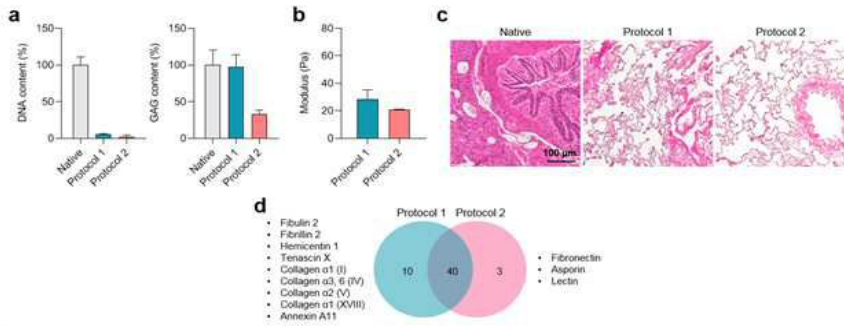 a
DNA content (%)
150
100
50
0
Native
Protocol 1
Protocol 2
GAG content (%)
150
100
50
0
Native
Protocol 1
Protocol 2
b
Modulus (Pa)
80
60
40
20
0
Protocol 1
Protocol 2
c
Native
Protocol 1
Protocol 2
100 μm
d
Protocol 1
Protocol 2
• Fibulin 2
• Fibrillin 2
• Hemicentin 1
• Tenascin X
• Collagen α1 (I)
• Collagen α3, 6 (IV)
• Collagen α2 (V)
• Collagen α1 (XVIII)
• Annexin A11
10
40
3
• Fibronectin
• Asporin
• Lectin